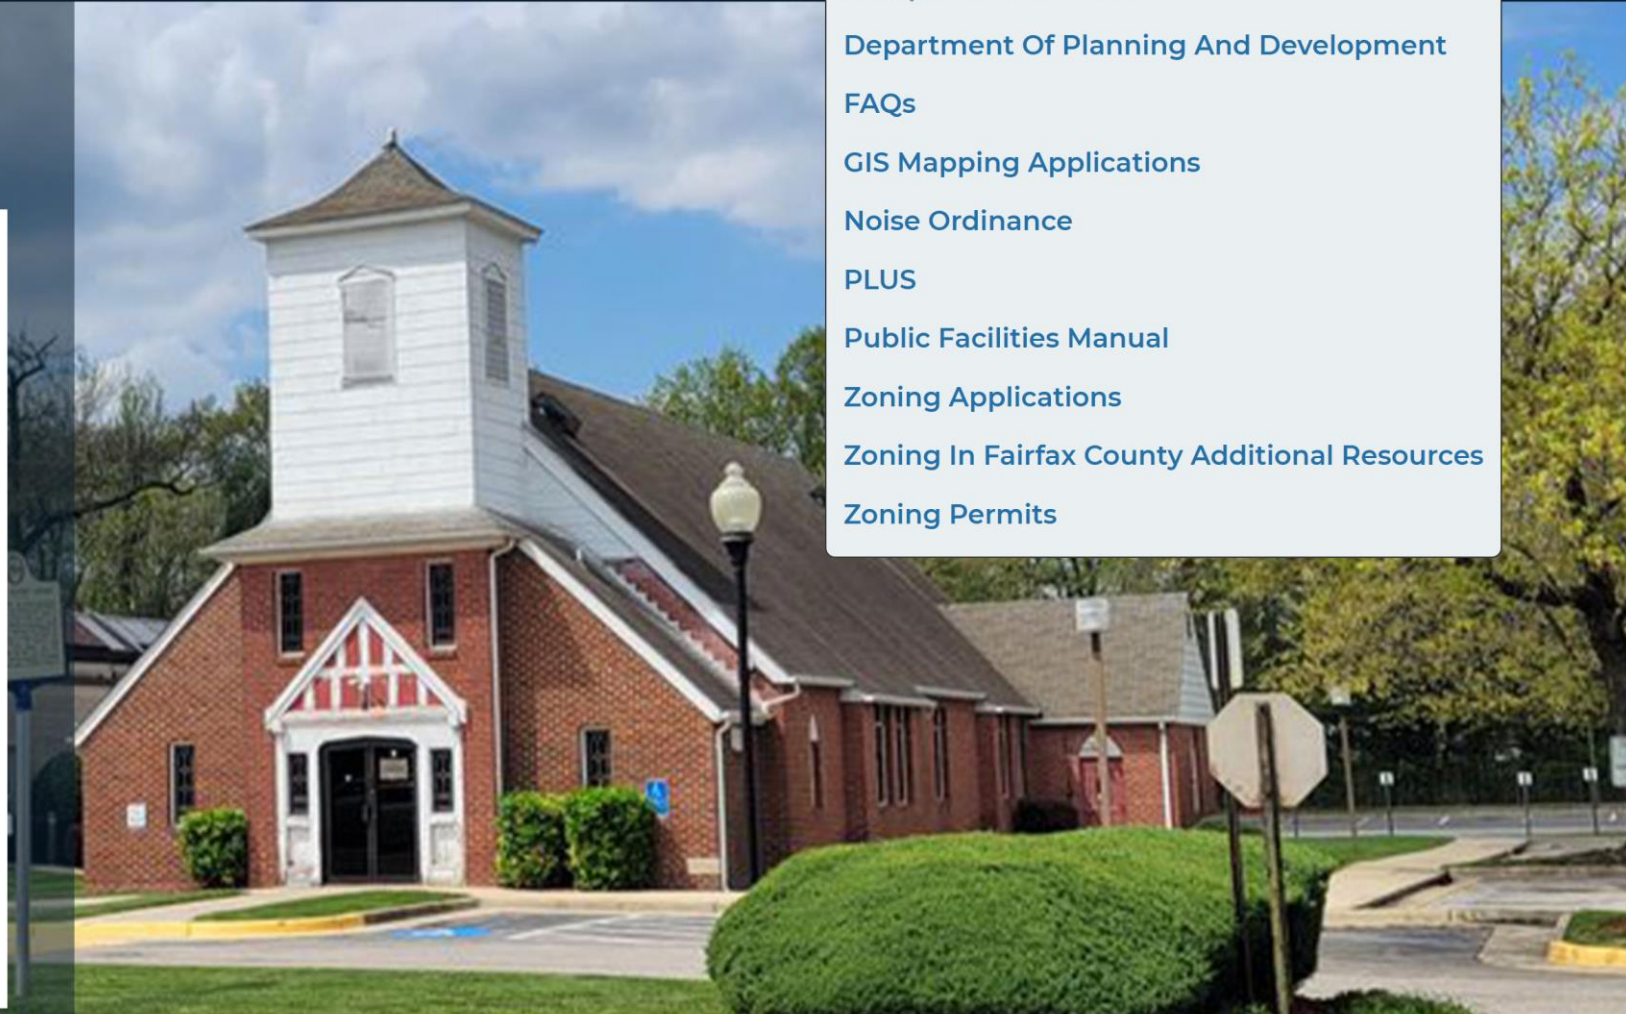 Department Of Planning And Development
FAQs
GIS Mapping Applications
Noise Ordinance
PLUS
Public Facilities Manual
Zoning Applications
Zoning In Fairfax County Additional Resources
Zoning Permits